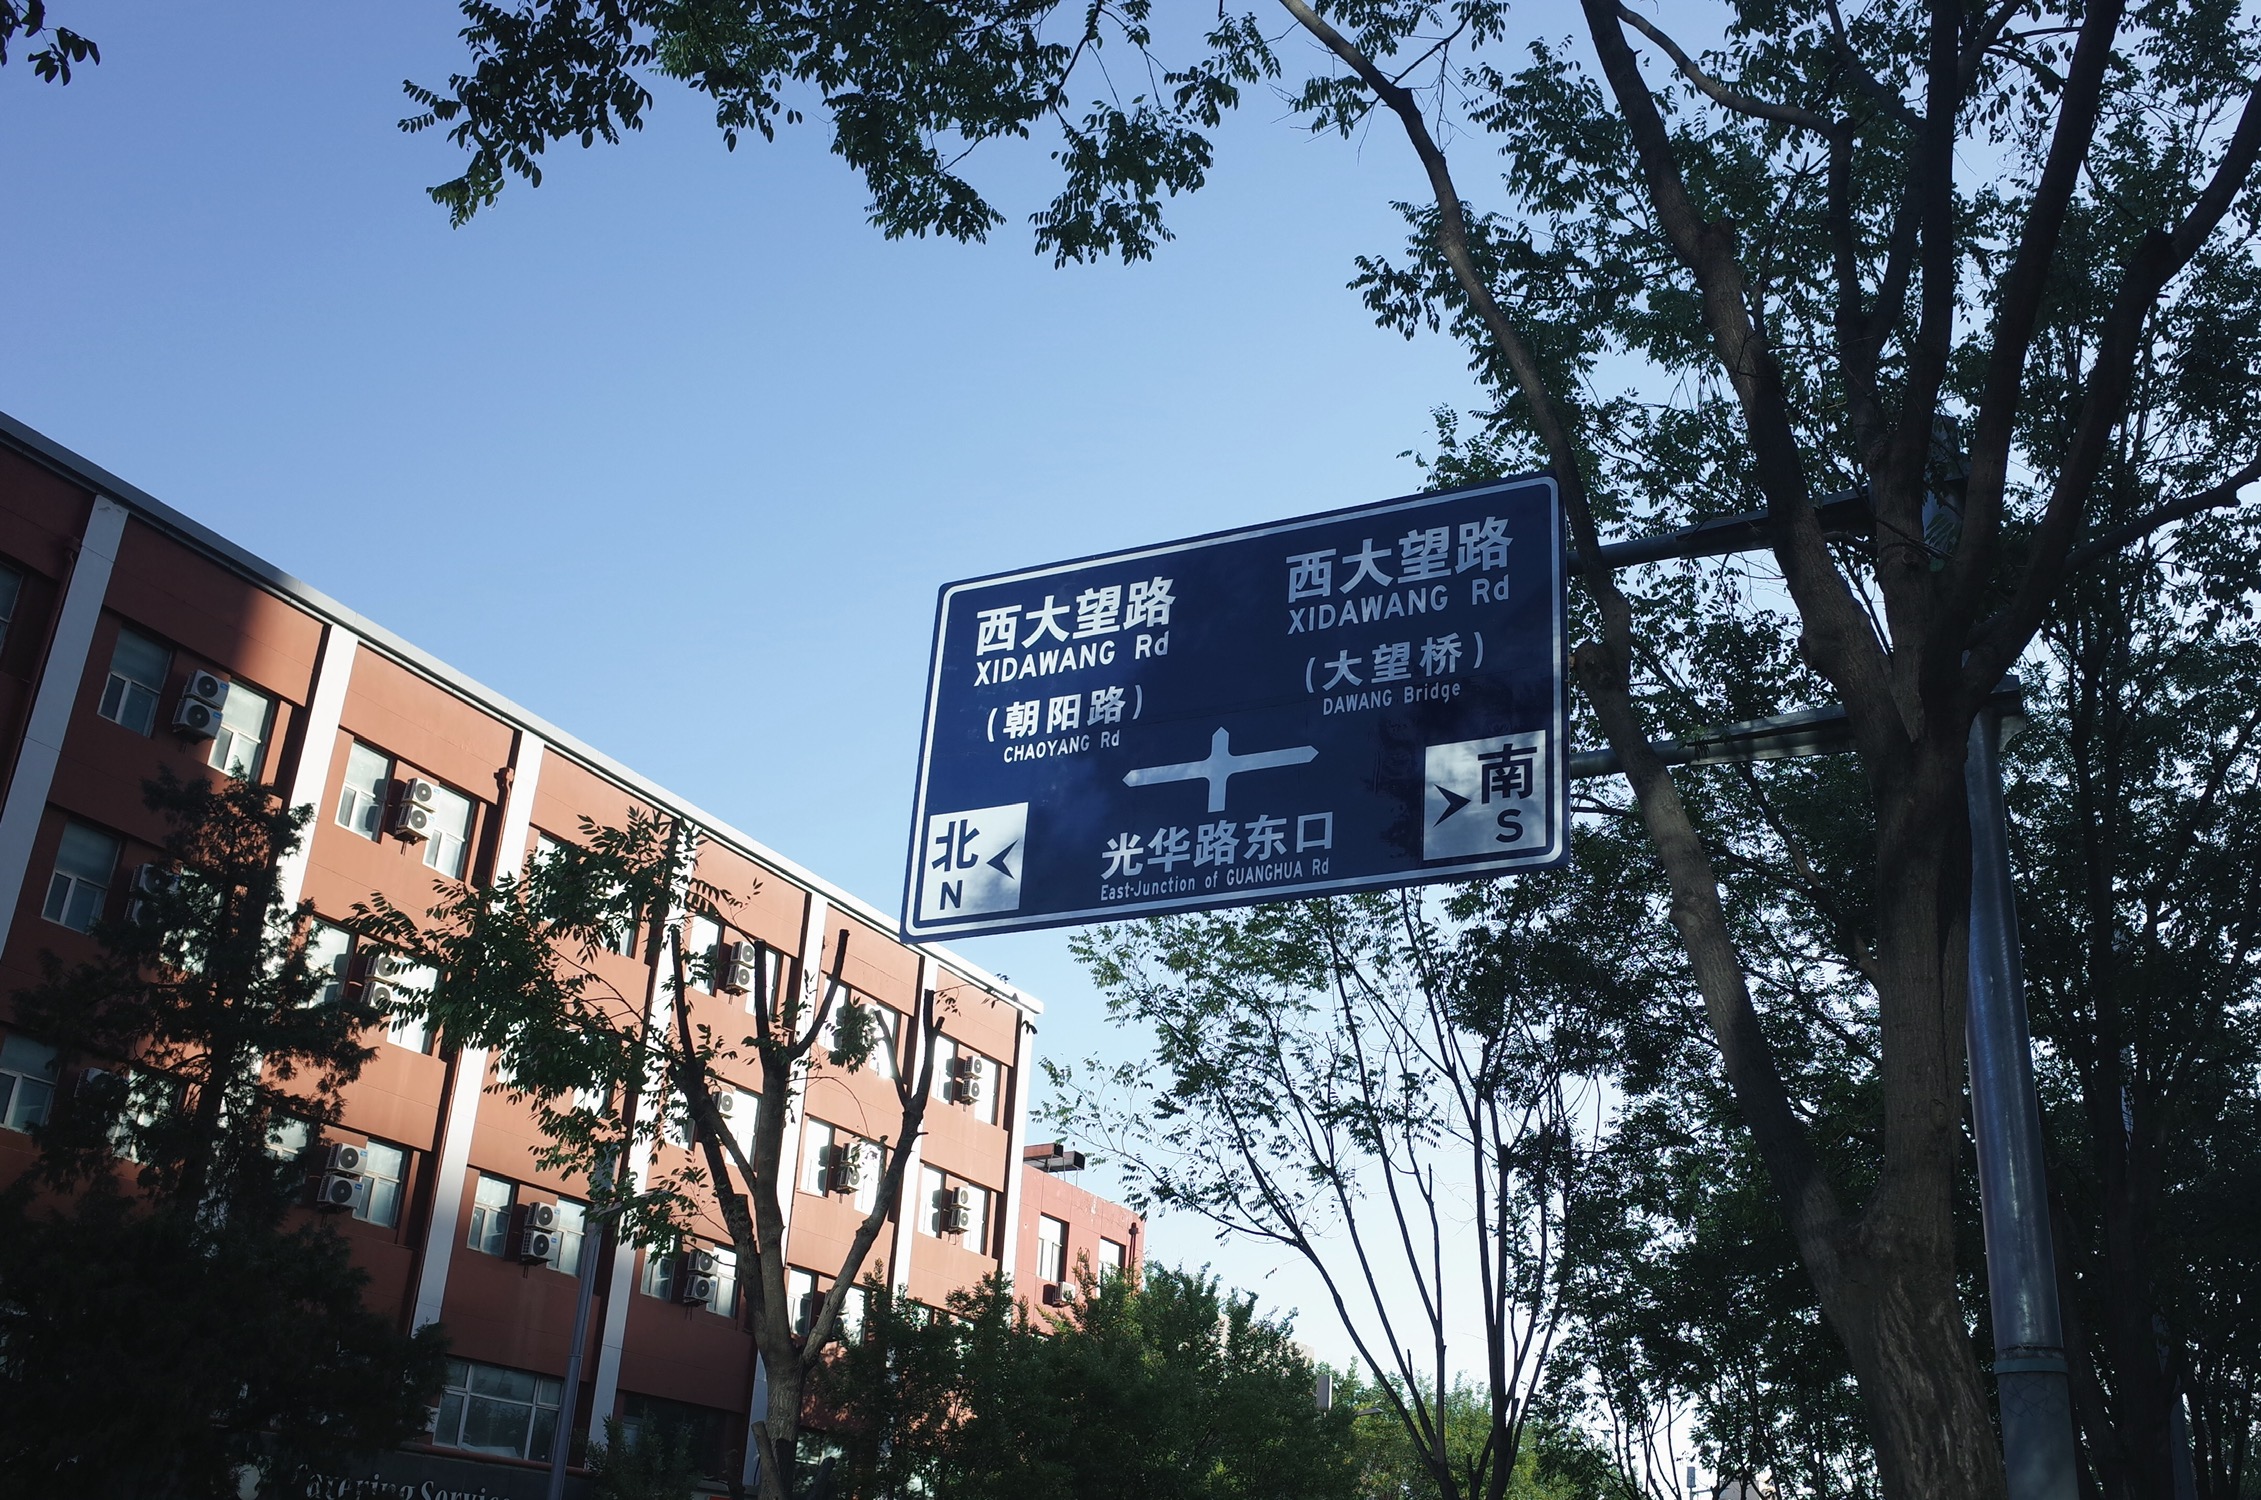 西大望路
XIDAWANG Rd
(朝阳路)
CHAOYANG Rd
西大望路
XIDAWANG Rd
(大望桥)
DAWANG Bridge
北
N
光华路东口
East-Junction of GUANGHUA Rd
南
S